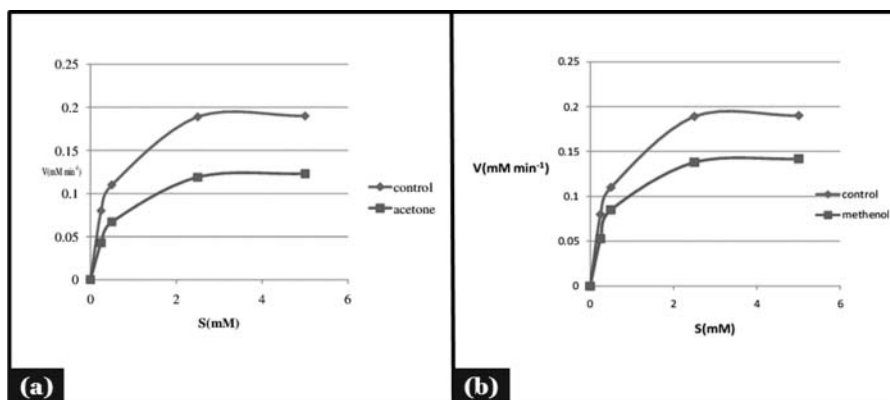 0.25
0.2
0.15
V(mM min⁻¹)
0.1
0.05
0
0 2 4 6
S(mM)
control
acetone
(a)
0.25
0.2
0.15
V(mM min⁻¹)
0.1
0.05
0
0 2 4 6
S(mM)
control
methenol
(b)